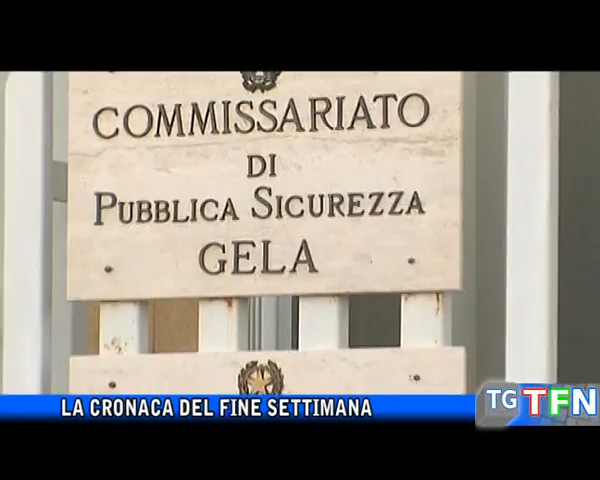 COMMISSARIATO
DI
PUBBLICA SICUREZZA
GELA
LA CRONACA DEL FINE SETTIMANA
TG TFN